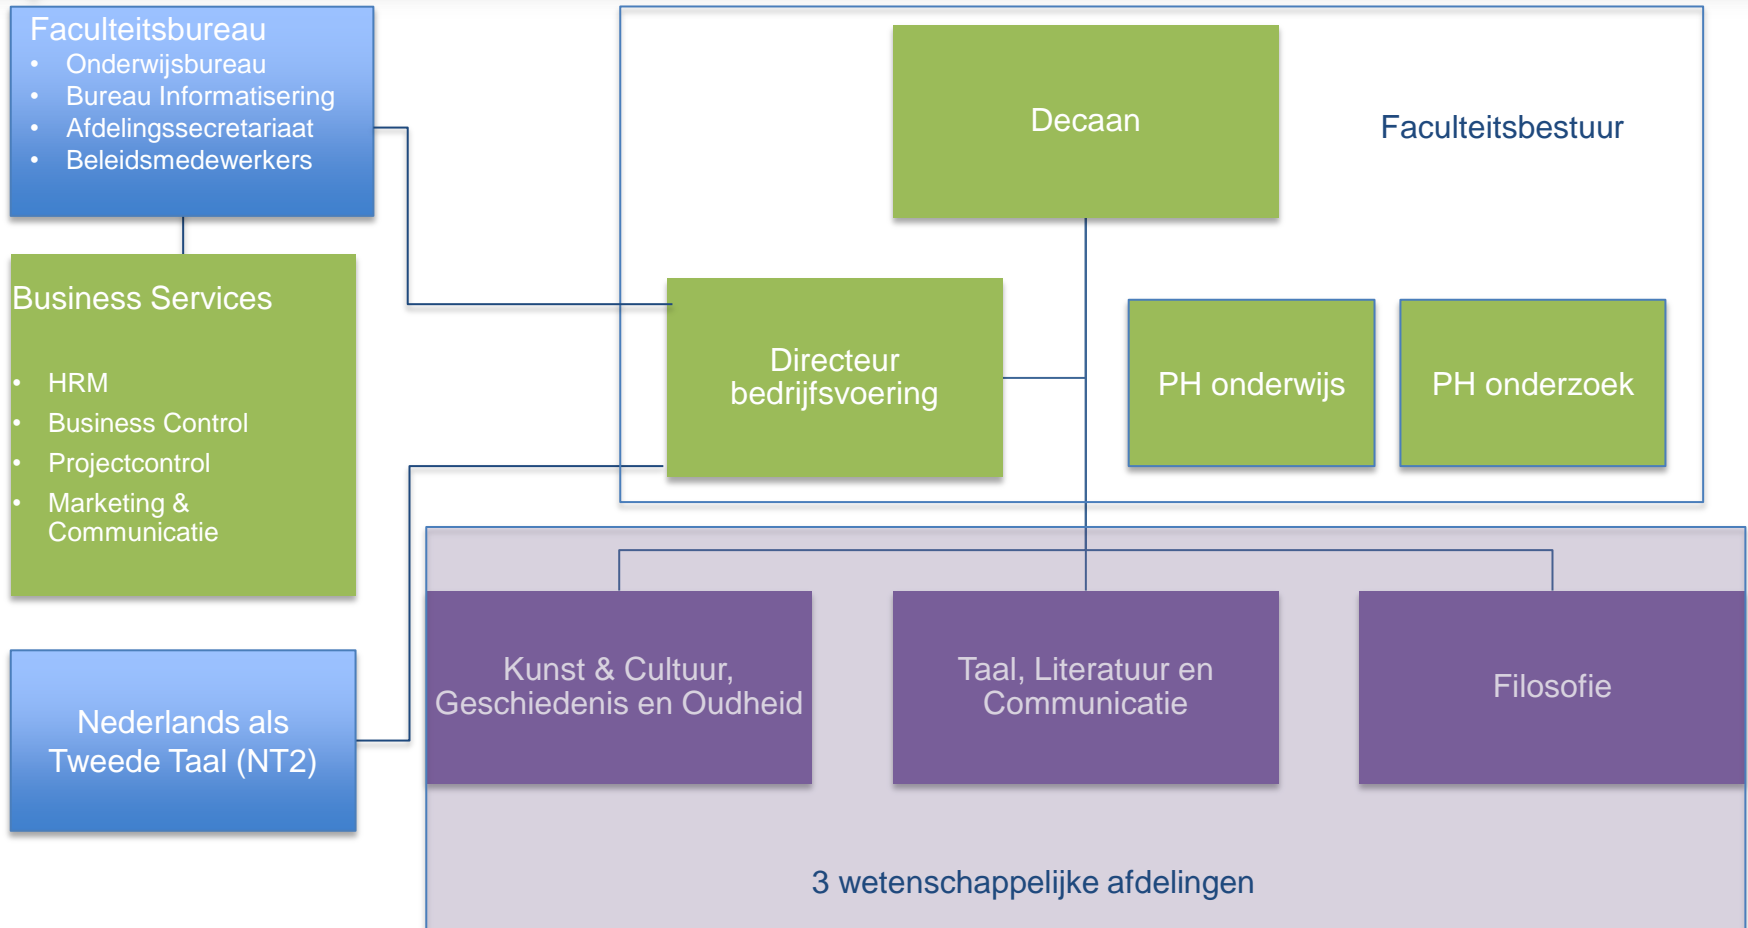 Faculteitsbureau
• Onderwijsbureau
• Bureau Informatisering
• Afdelingssecretariaat
• Beleidsmedewerkers
Decaan
Faculteitsbestuur
Business Services
• HRM
• Business Control
• Projectcontrol
• Marketing &
Communicatie
Directeur
bedrijfsvoering
PH onderwijs
PH onderzoek
Nederlands als
Tweede Taal (NT2)
Kunst & Cultuur,
Geschiedenis en Oudheid
Taal, Literatuur en
Communicatie
Filosofie
3 wetenschappelijke afdelingen